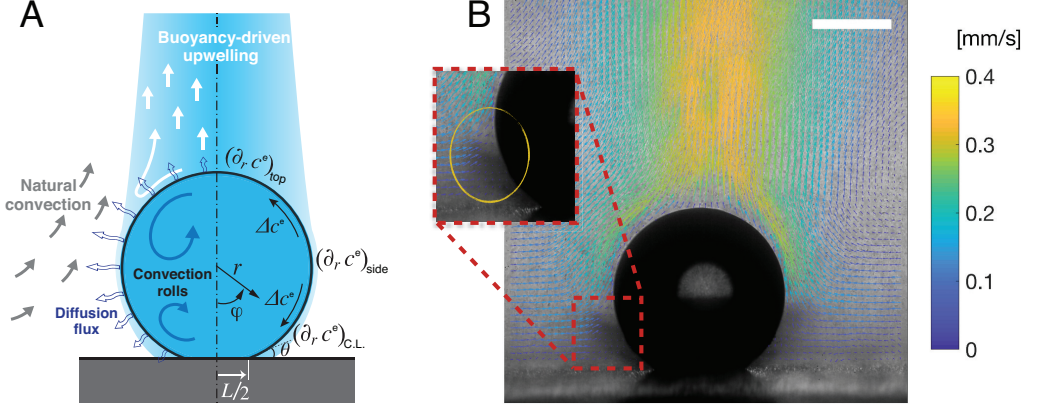 A
Buoyancy-driven
upwelling
(∂r cᵉ)top
Natural
convection
Δcᵉ
(∂r cᵉ)side
Convection
rolls
r
Δcᵉ
φ
Diffusion
flux
(∂r cᵉ)C.L.
θ
L/2
B
[mm/s]
0.4
0.3
0.2
0.1
0